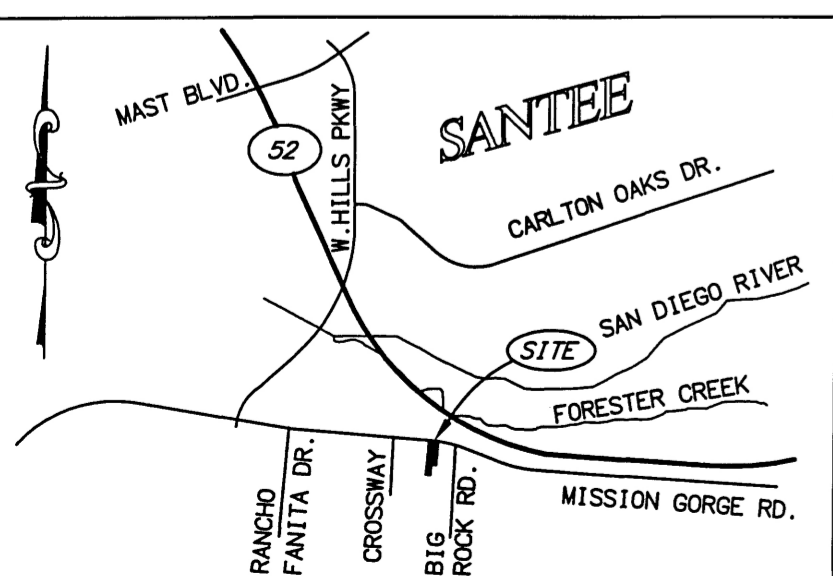 MAST BLVD.
52
W.HILLS PKWY
SANTEE
CARLTON OAKS DR.
SAN DIEGO RIVER
SITE
FORESTER CREEK
RANCHO
FANITA DR.
CROSSWAY
BIG
ROCK RD.
MISSION GORGE RD.